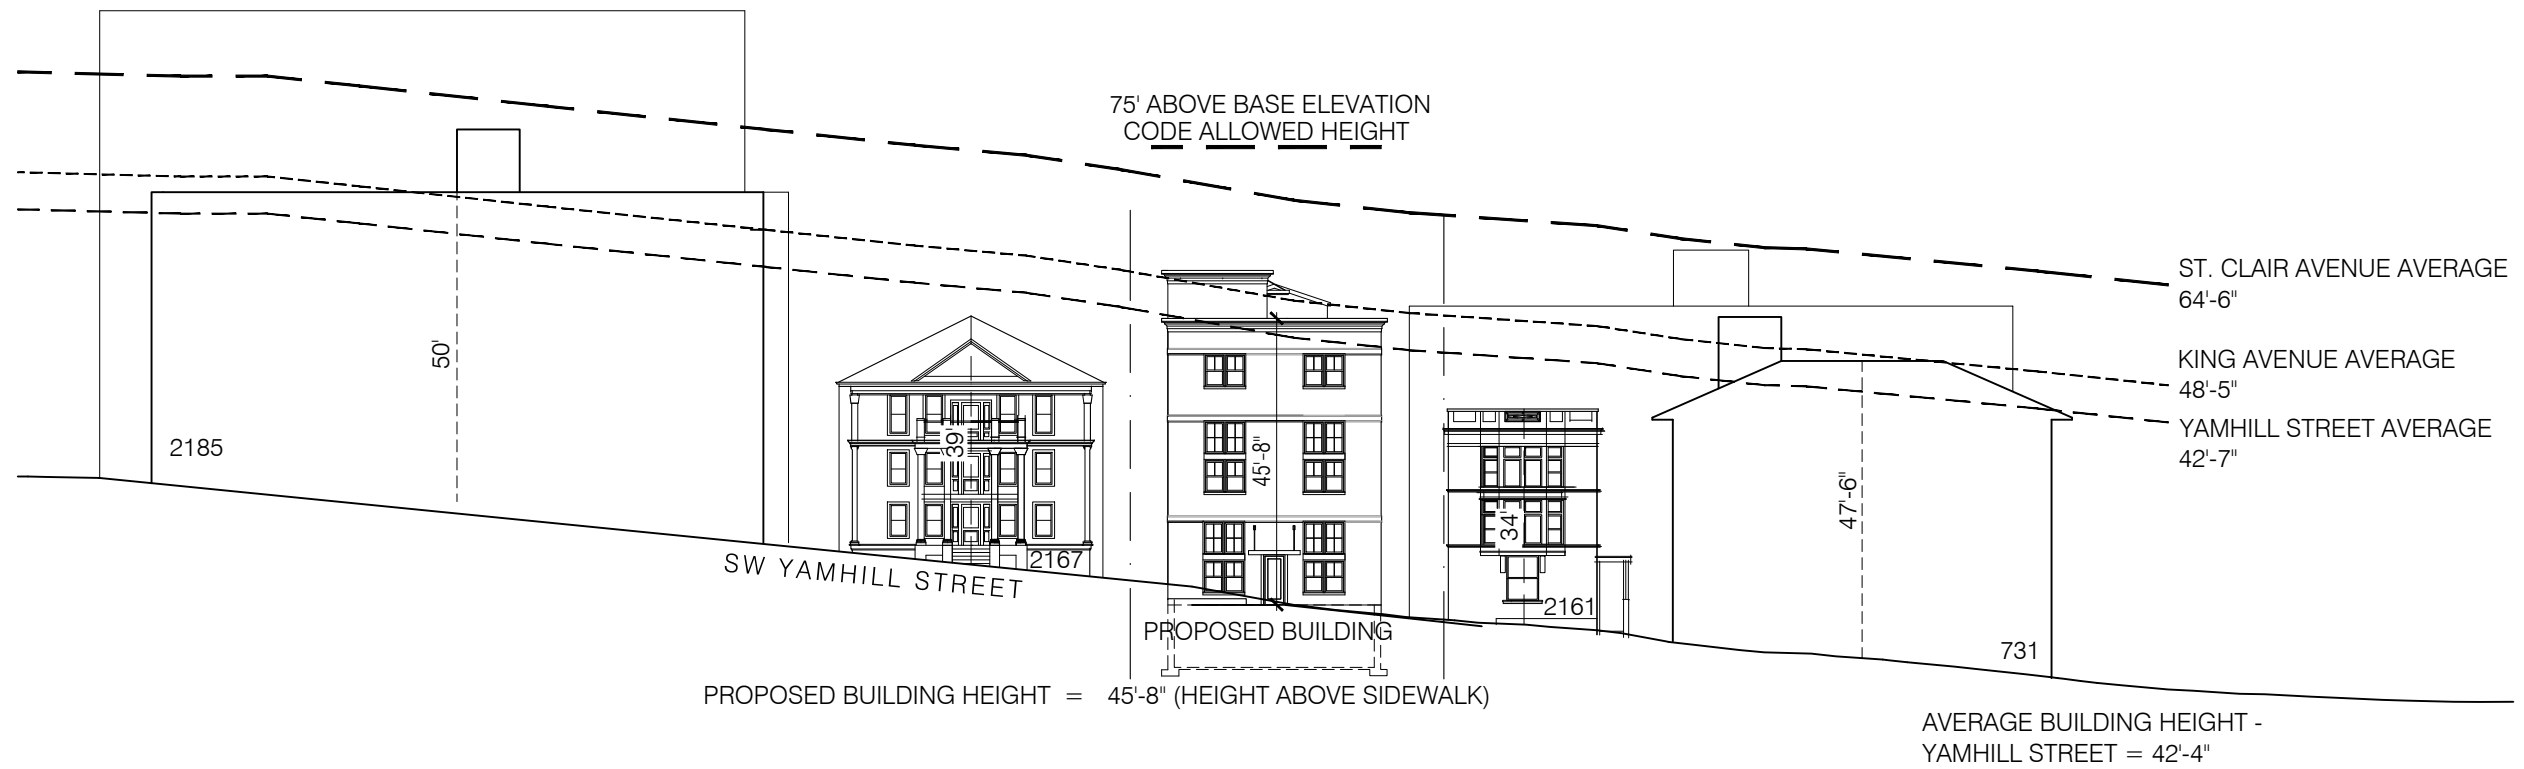 75' ABOVE BASE ELEVATION
CODE ALLOWED HEIGHT
ST. CLAIR AVENUE AVERAGE
64'-6"
KING AVENUE AVERAGE
48'-5"
YAMHILL STREET AVERAGE
42'-7"
50'
2185
39'
2167
45'-8"
34'
2161
47'-6"
731
SW YAMHILL STREET
PROPOSED BUILDING
PROPOSED BUILDING HEIGHT = 45'-8" (HEIGHT ABOVE SIDEWALK)
AVERAGE BUILDING HEIGHT -
YAMHILL STREET = 42'-4"